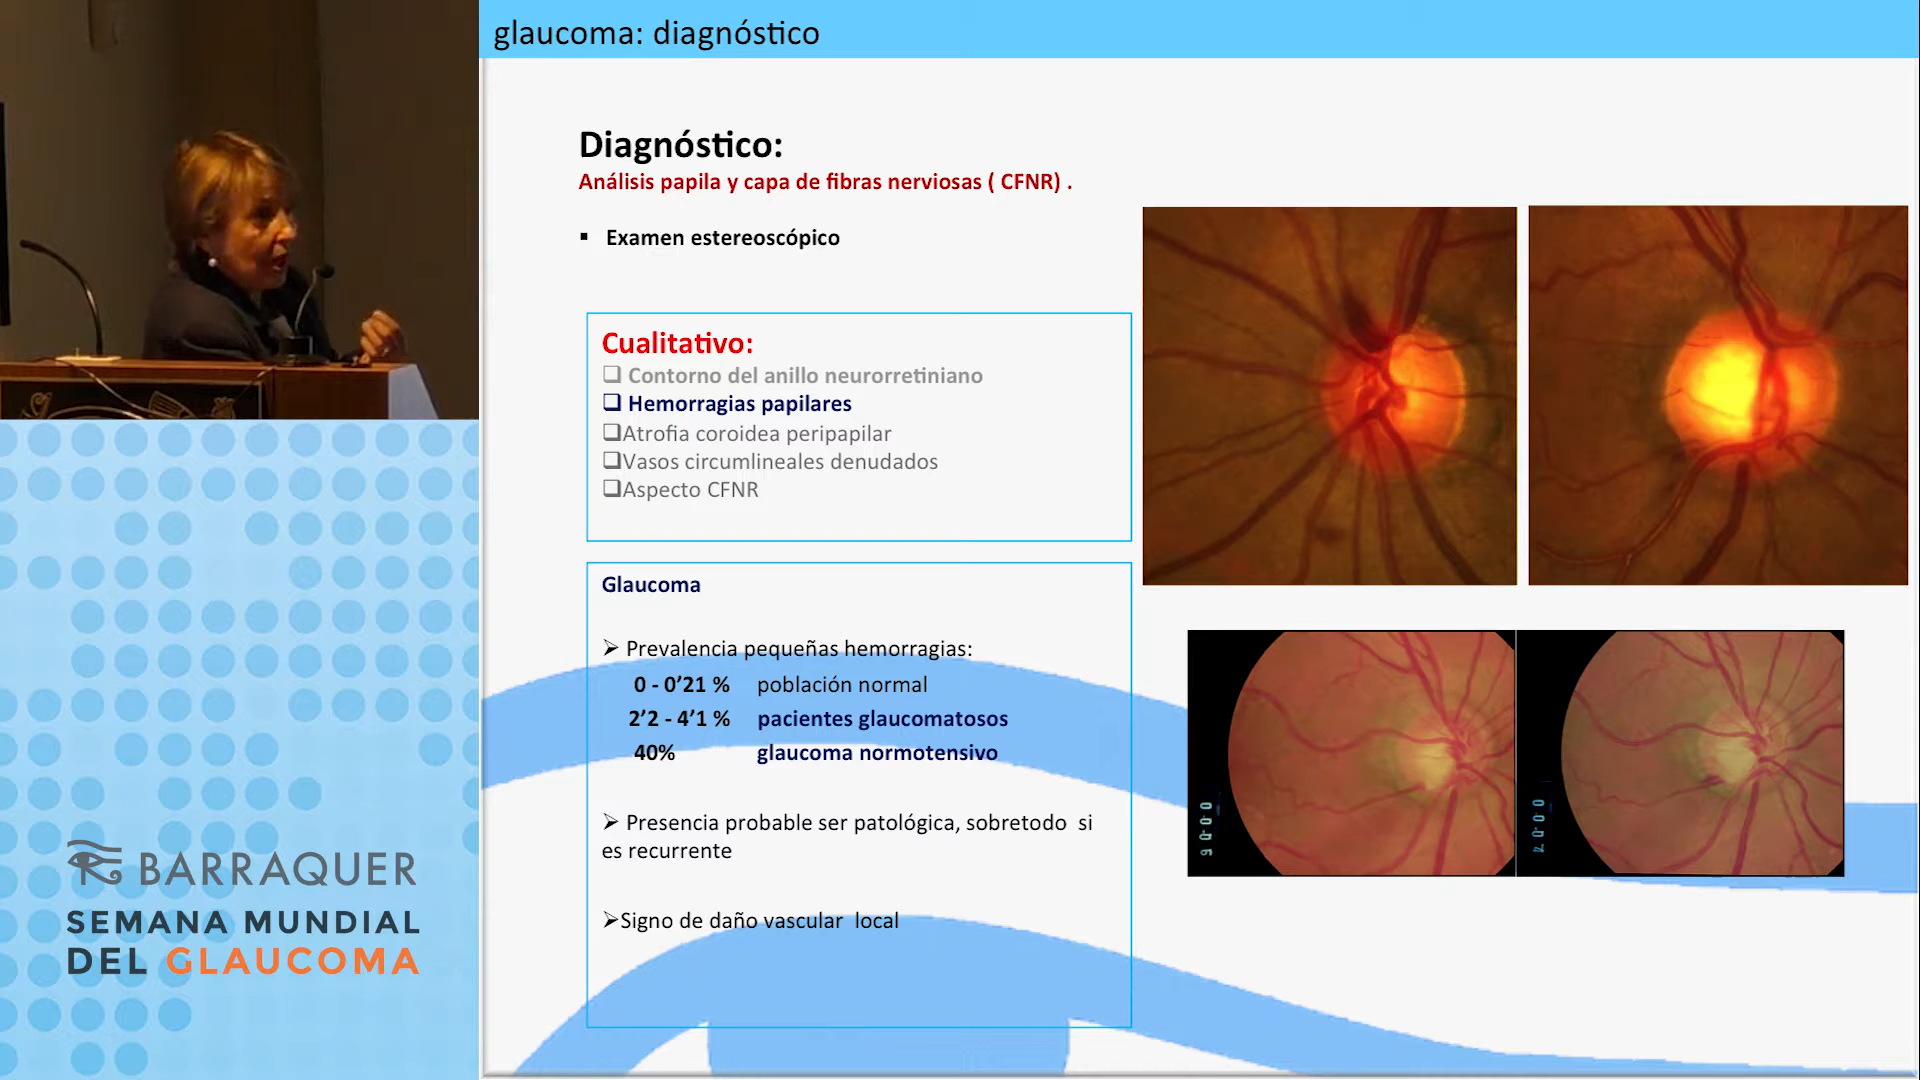 glaucoma: diagnóstico
Diagnóstico:
Análisis papila y capa de fibras nerviosas ( CFNR) .
Examen estereoscópico
Cualitativo:
Contorno del anillo neurorretiniano
Hemorragias papilares
Atrofia coroidea peripapilar
Vasos circumlineales denudados
Aspecto CFNR
Glaucoma
Prevalencia pequeñas hemorragias:
0 - 0’21 % población normal
2’2 - 4’1 % pacientes glaucomatosos
40% glaucoma normotensivo
Presencia probable ser patológica, sobretodo si
es recurrente
Signo de daño vascular local
BARRAQUER
SEMANA MUNDIAL
DEL GLAUCOMA